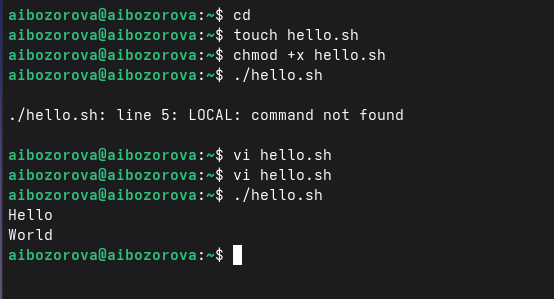 aibozorova@aibozorova:~$ cd
aibozorova@aibozorova:~$ touch hello.sh
aibozorova@aibozorova:~$ chmod +x hello.sh
aibozorova@aibozorova:~$ ./hello.sh
./hello.sh: line 5: LOCAL: command not found
aibozorova@aibozorova:~$ vi hello.sh
aibozorova@aibozorova:~$ vi hello.sh
aibozorova@aibozorova:~$ ./hello.sh
Hello
World
aibozorova@aibozorova:~$